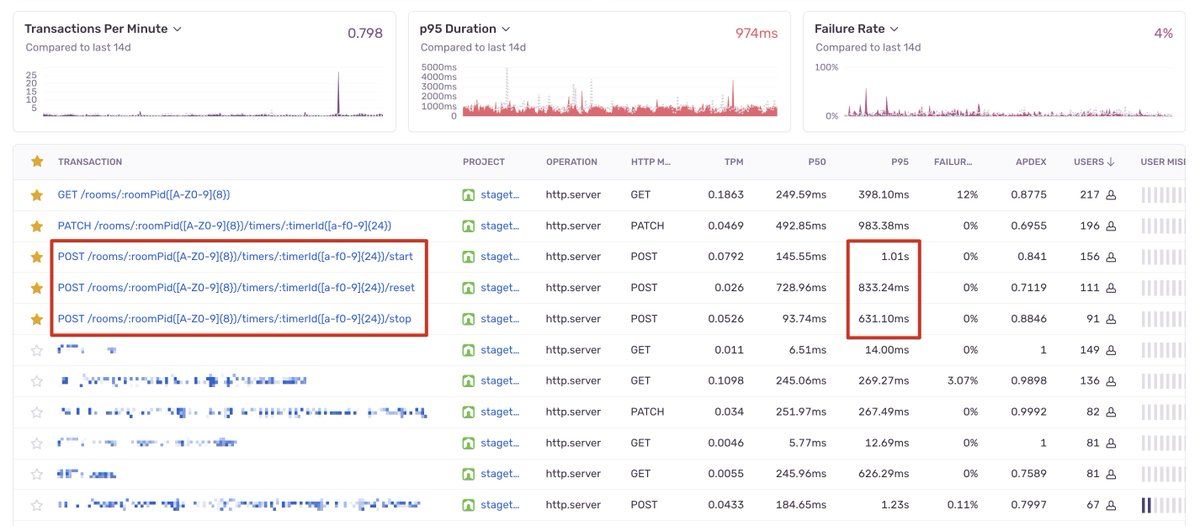 Transactions Per Minute
0.798
Compared to last 14d
25
20
15
10
5
p95 Duration
974ms
Compared to last 14d
5000ms
4000ms
3000ms
2000ms
1000ms
0
Failure Rate
4%
Compared to last 14d
100%
0%
TRANSACTION PROJECT OPERATION HTTP M... TPM P50 P95 FAILUR... APDEX USERS USER MISE
GET /rooms/:roomPid([A-Z0-9]{8}) staget... http.server GET 0.1863 249.59ms 398.10ms 12% 0.8775 217
PATCH /rooms/:roomPid([A-Z0-9]{8})/timers/:timerId([a-f0-9]{24}) staget... http.server PATCH 0.0469 492.85ms 983.38ms 0% 0.6955 196
POST /rooms/:roomPid([A-Z0-9]{8})/timers/:timerId([a-f0-9]{24})/start staget... http.server POST 0.0792 145.55ms 1.01s 0% 0.841 156
POST /rooms/:roomPid([A-Z0-9]{8})/timers/:timerId([a-f0-9]{24})/reset staget... http.server POST 0.026 728.96ms 833.24ms 0% 0.7119 111
POST /rooms/:roomPid([A-Z0-9]{8})/timers/:timerId([a-f0-9]{24})/stop staget... http.server POST 0.0526 93.74ms 631.10ms 0% 0.8846 91
staget... http.server GET 0.011 6.51ms 14.00ms 0% 1 149
staget... http.server GET 0.1098 245.06ms 269.27ms 3.07% 0.9898 136
staget... http.server PATCH 0.034 251.97ms 267.49ms 0% 0.9992 82
staget... http.server GET 0.0046 5.77ms 12.69ms 0% 1 81
staget... http.server GET 0.0055 245.96ms 626.29ms 0% 0.7589 81
staget... http.server POST 0.0433 184.65ms 1.23s 0.11% 0.7997 67